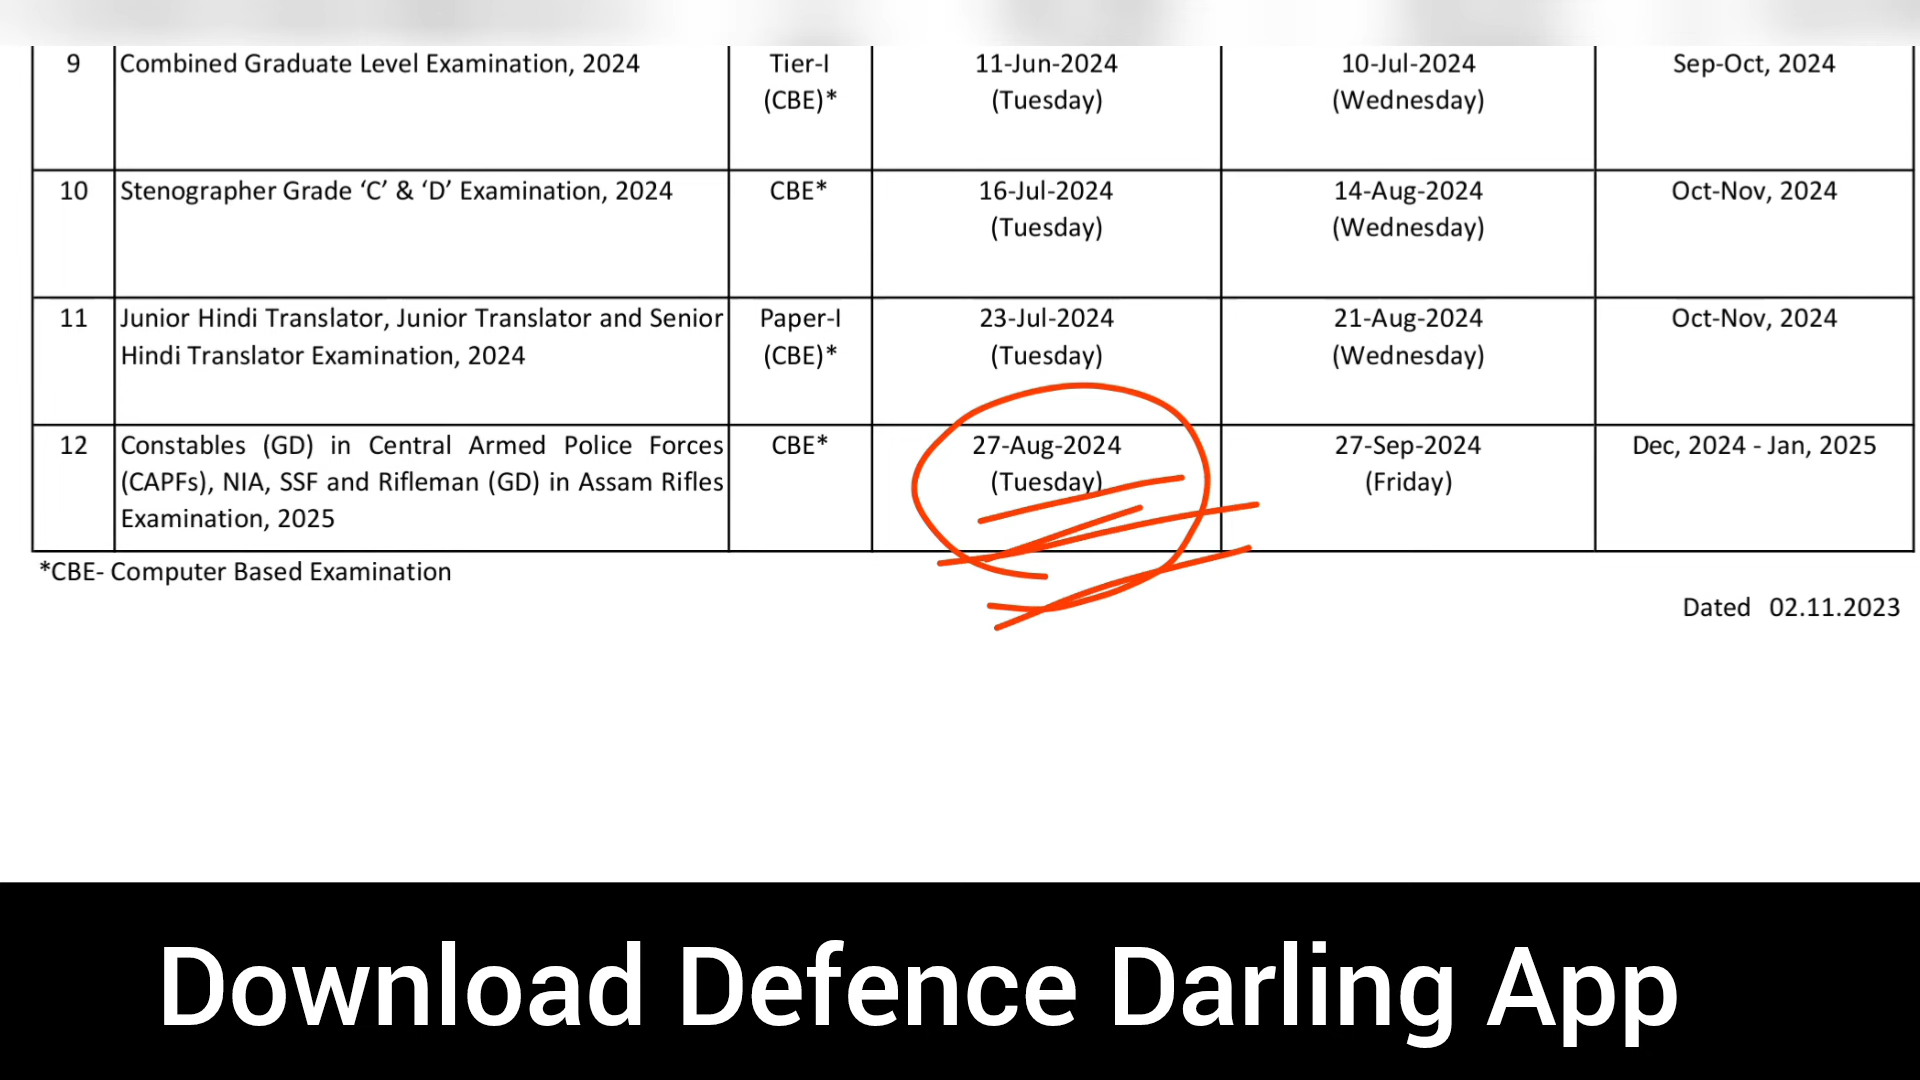 9 Combined Graduate Level Examination, 2024 Tier-I 11-Jun-2024 10-Jul-2024 Sep-Oct, 2024
(CBE)* (Tuesday) (Wednesday)
10 Stenographer Grade ‘C’ & ‘D’ Examination, 2024 CBE* 16-Jul-2024 14-Aug-2024 Oct-Nov, 2024
(Tuesday) (Wednesday)
11 Junior Hindi Translator, Junior Translator and Senior Paper-I 23-Jul-2024 21-Aug-2024 Oct-Nov, 2024
Hindi Translator Examination, 2024 (CBE)* (Tuesday) (Wednesday)
12 Constables (GD) in Central Armed Police Forces CBE* 27-Aug-2024 27-Sep-2024 Dec, 2024 - Jan, 2025
(CAPFs), NIA, SSF and Rifleman (GD) in Assam Rifles (Tuesday) (Friday)
Examination, 2025
*CBE- Computer Based Examination
Dated 02.11.2023
Download Defence Darling App